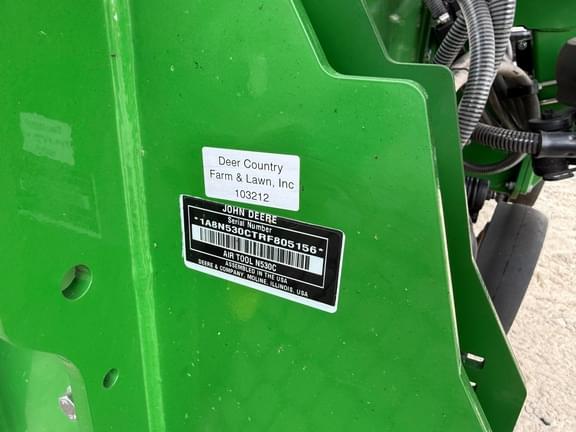 Deer Country
Farm & Lawn, Inc
103212
JOHN DEERE
Serial Number
*1A8N530CTRF805156*
AIR TOOL N530C
ASSEMBLED IN THE USA
DEERE & COMPANY, MOLINE, ILLINOIS, USA